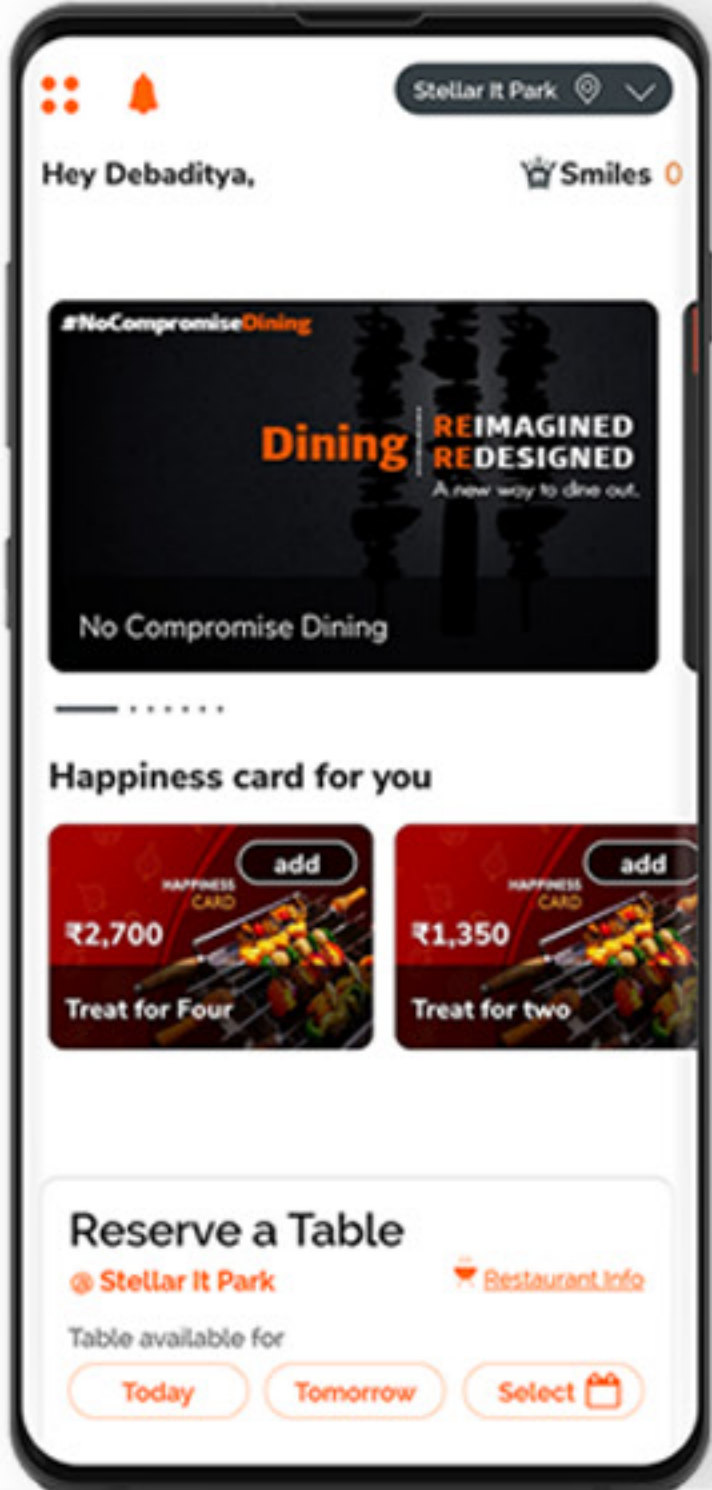 Stellar It Park
Hey Debaditya,
Smiles 0
#NoCompromiseDining
Dining
REIMAGINED
REDESIGNED
A new way to dine out.
No Compromise Dining
Happiness card for you
add
HAPPINESS
CARD
₹2,700
Treat for Four
add
HAPPINESS
CARD
₹1,350
Treat for two
Reserve a Table
@ Stellar It Park
Restaurant Info
Table available for
Today
Tomorrow
Select